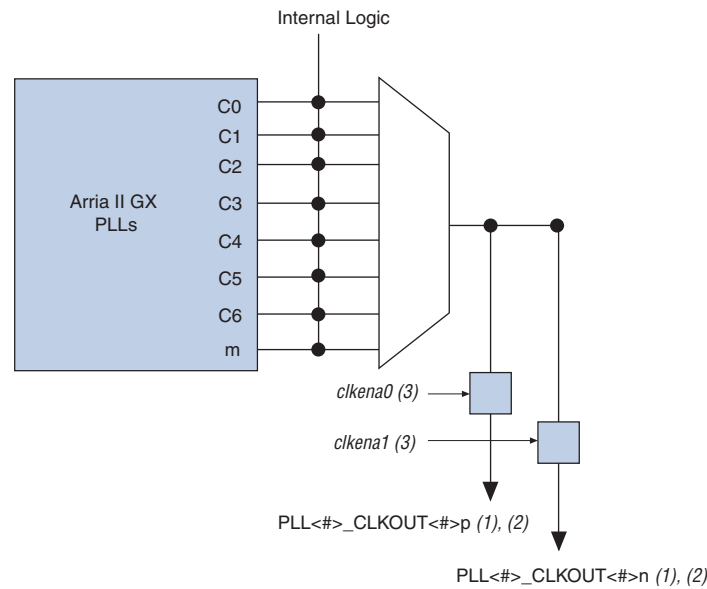 Internal Logic
C0
C1
C2
C3
C4
C5
C6
m
Arria II GX
PLLs
clkena0 (3)
clkena1 (3)
PLL<#>_CLKOUT<#>p (1), (2)
PLL<#>_CLKOUT<#>n (1), (2)